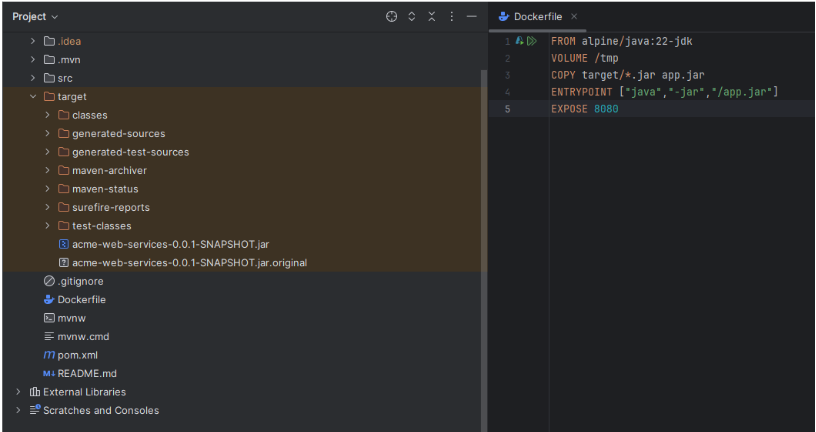 Project
.idea
.mvn
src
target
classes
generated-sources
generated-test-sources
maven-archiver
maven-status
surefire-reports
test-classes
acme-web-services-0.0.1-SNAPSHOT.jar
acme-web-services-0.0.1-SNAPSHOT.jar.original
.gitignore
Dockerfile
mvnw
mvnw.cmd
pom.xml
README.md
External Libraries
Scratches and Consoles
Dockerfile
1 FROM alpine/java:22-jdk
2 VOLUME /tmp
3 COPY target/*.jar app.jar
4 ENTRYPOINT ["java","-jar","/app.jar"]
5 EXPOSE 8080